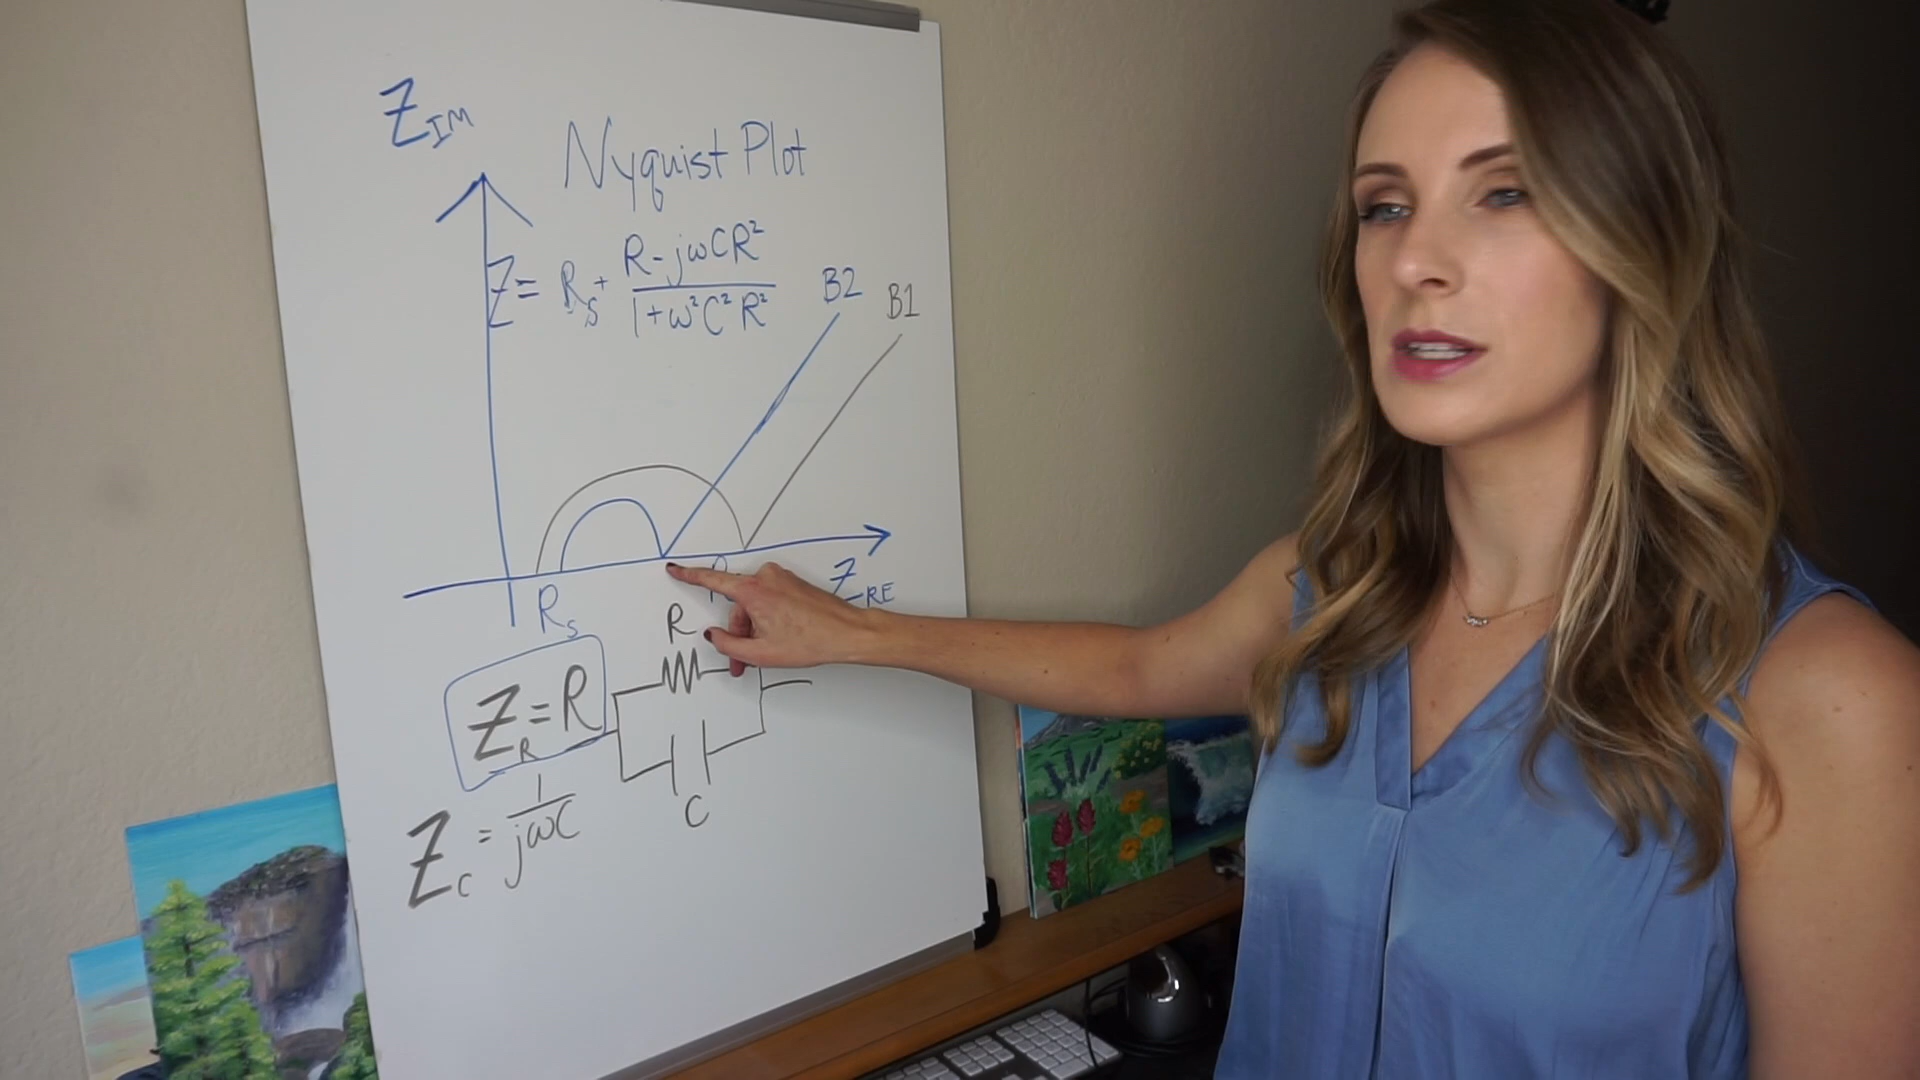 Z_IM
Nyquist Plot
Z = R_S + (R - jωCR²)/(1+ω²C²R²)
B2
B1
Z_RE
R_S
R
Z_R = R
Z_C = 1/(jωC)
C